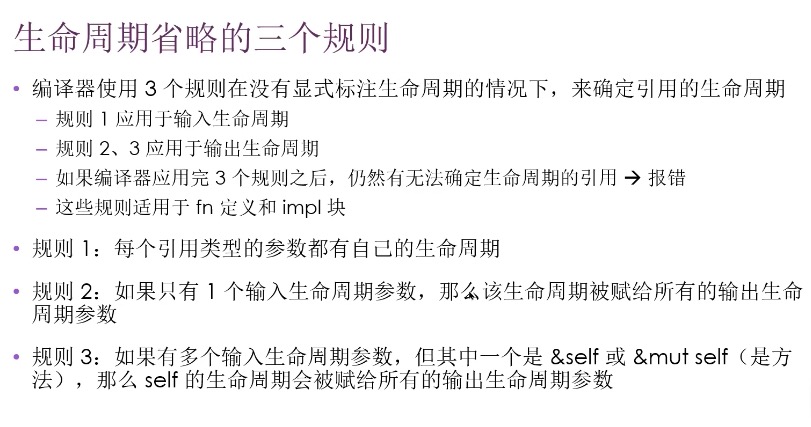 生命周期省略的三个规则
• 编译器使用 3 个规则在没有显式标注生命周期的情况下，来确定引用的生命周期
– 规则 1 应用于输入生命周期
– 规则 2、3 应用于输出生命周期
– 如果编译器应用完 3 个规则之后，仍然有无法确定生命周期的引用 → 报错
– 这些规则适用于 fn 定义和 impl 块
• 规则 1：每个引用类型的参数都有自己的生命周期
• 规则 2：如果只有 1 个输入生命周期参数，那么该生命周期被赋给所有的输出生命
周期参数
• 规则 3：如果有多个输入生命周期参数，但其中一个是 &self 或 &mut self（是方
法），那么 self 的生命周期会被赋给所有的输出生命周期参数